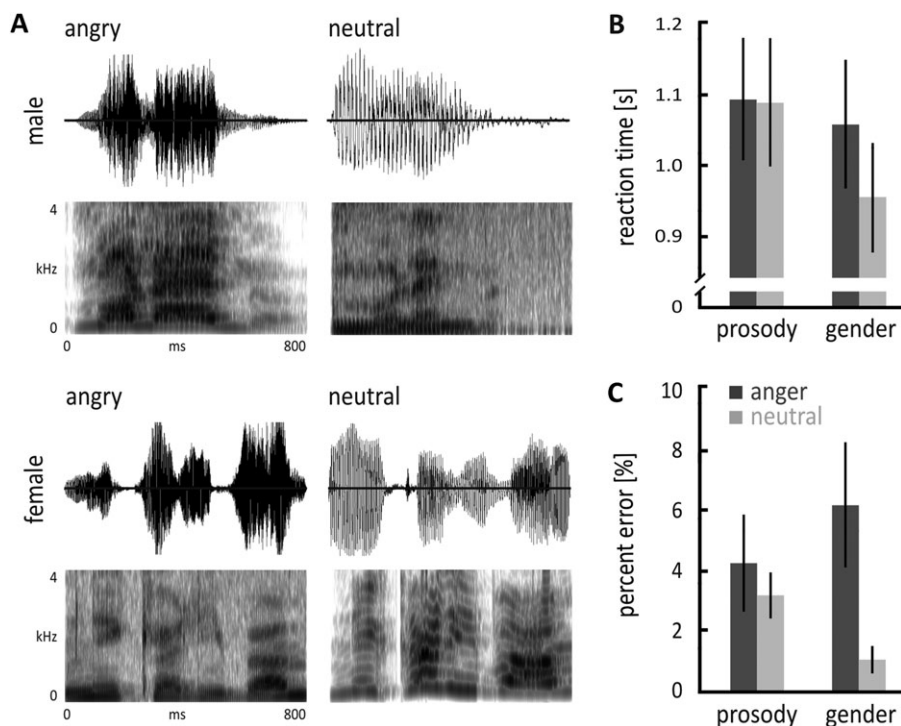 A
angry
neutral
male
4
kHz
0
0 ms 800
angry
neutral
female
4
kHz
0
0 ms 800
B
reaction time [s]
1.2
1.1
1.0
0.9
0
prosody gender
C
percent error [%]
10
8
6
4
2
0
anger
neutral
prosody gender